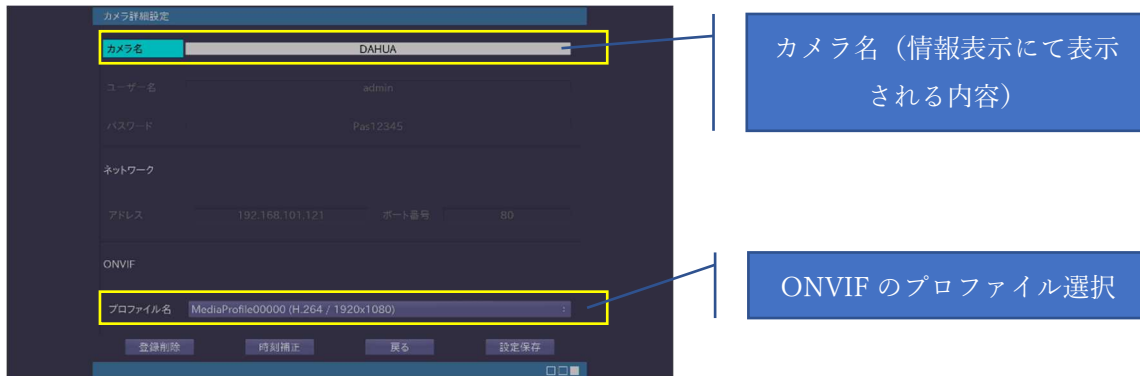 カメラ詳細設定
カメラ名 DAHUA
ユーザー名 admin
パスワード Pas12345
ネットワーク
アドレス 192.168.101.121 ポート番号 80
ONVIF
プロファイル名 MediaProfile00000 (H.264 / 1920x1080)
登録削除 時刻補正 戻る 設定保存
カメラ名（情報表示にて表示
される内容）
ONVIF のプロファイル選択